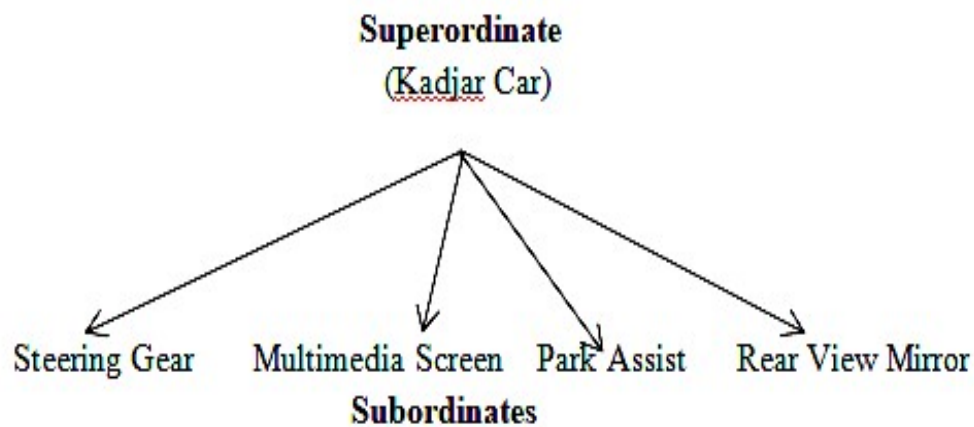 Superordinate
(Kadjar Car)
Steering Gear Multimedia Screen Park Assist Rear View Mirror
Subordinates